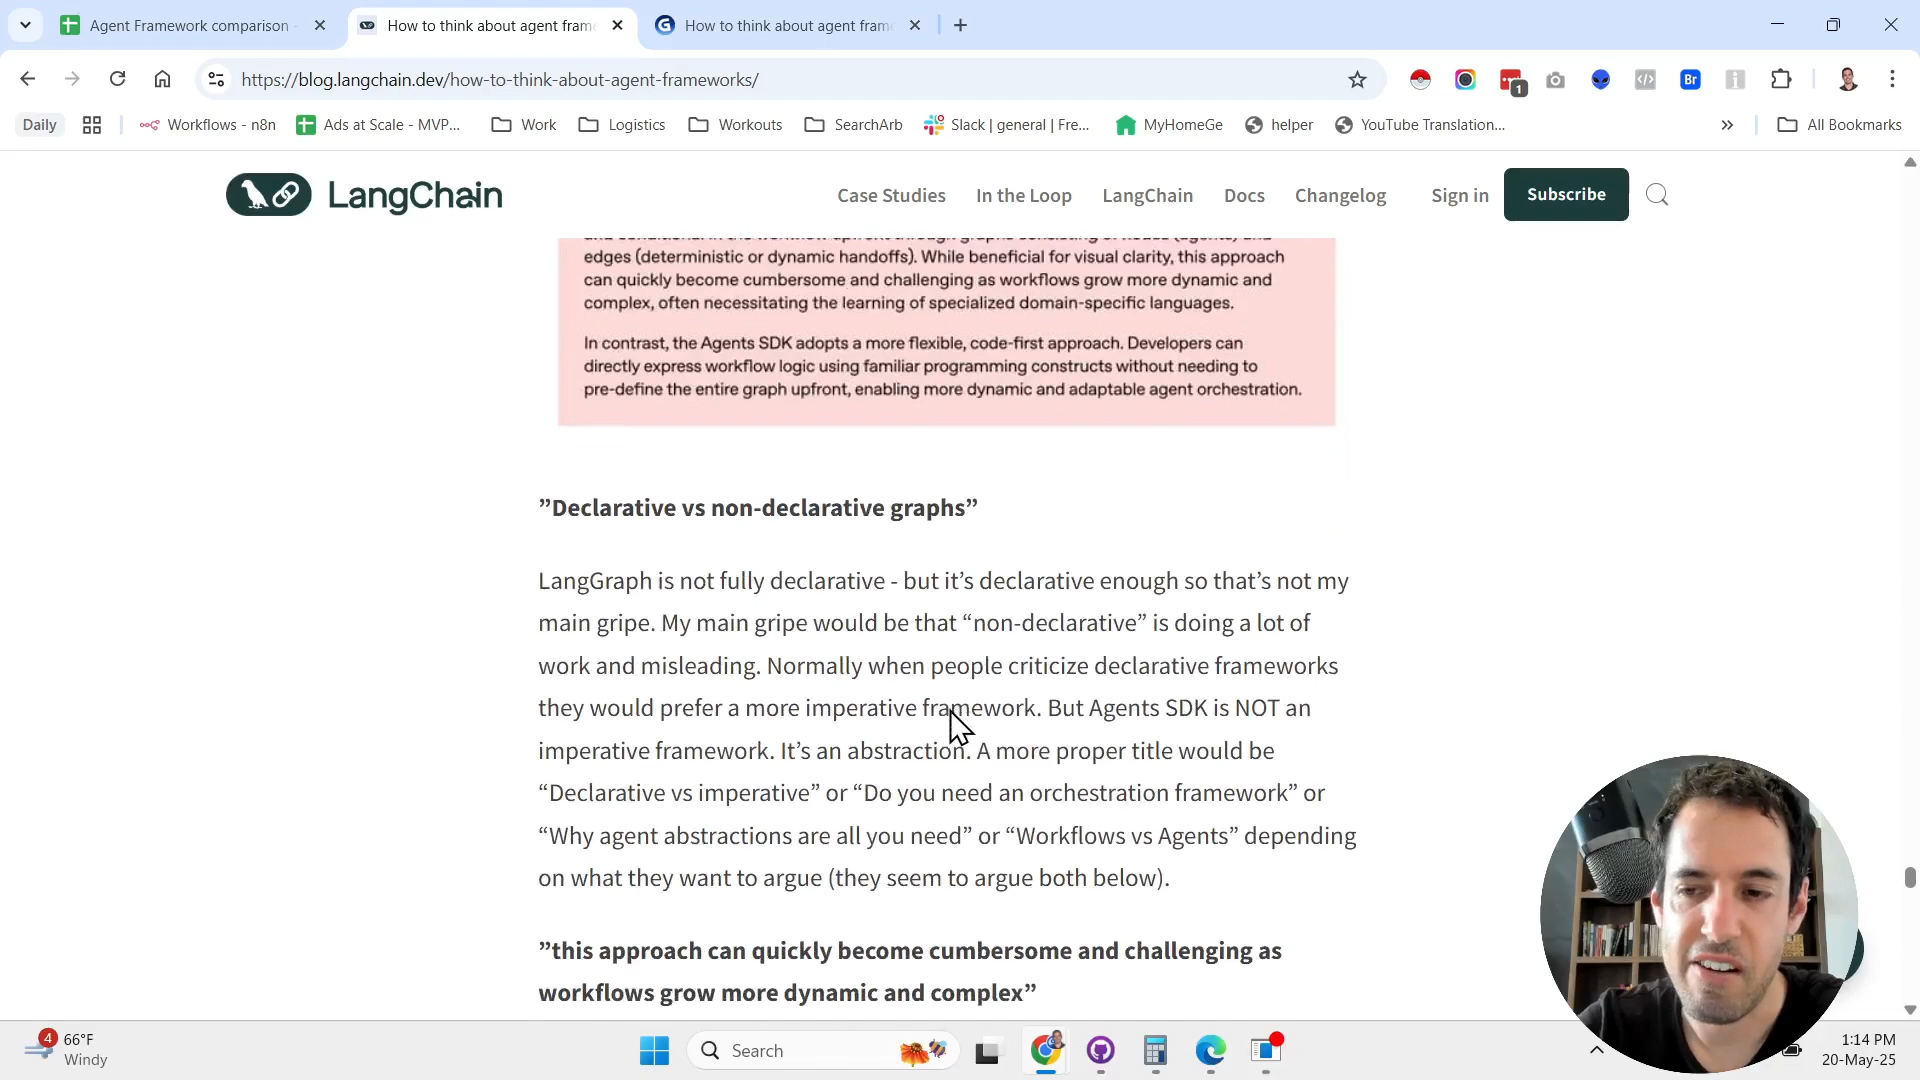 Agent Framework comparison -
How to think about agent frame
How to think about agent frame
https://blog.langchain.dev/how-to-think-about-agent-frameworks/
1
Br
Daily
Workflows - n8n
Ads at Scale - MVP...
Work
Logistics
Workouts
SearchArb
Slack | general | Fre...
MyHomeGe
helper
YouTube Translation...
All Bookmarks
LangChain
Case Studies
In the Loop
LangChain
Docs
Changelog
Sign in
Subscribe
edges (deterministic or dynamic handoffs). While beneficial for visual clarity, this approach
can quickly become cumbersome and challenging as workflows grow more dynamic and
complex, often necessitating the learning of specialized domain-specific languages.
In contrast, the Agents SDK adopts a more flexible, code-first approach. Developers can
directly express workflow logic using familiar programming constructs without needing to
pre-define the entire graph upfront, enabling more dynamic and adaptable agent orchestration.
”Declarative vs non-declarative graphs”
LangGraph is not fully declarative - but it’s declarative enough so that’s not my
main gripe. My main gripe would be that “non-declarative” is doing a lot of
work and misleading. Normally when people criticize declarative frameworks
they would prefer a more imperative framework. But Agents SDK is NOT an
imperative framework. It’s an abstraction. A more proper title would be
“Declarative vs imperative” or “Do you need an orchestration framework” or
“Why agent abstractions are all you need” or “Workflows vs Agents” depending
on what they want to argue (they seem to argue both below).
”this approach can quickly become cumbersome and challenging as
workflows grow more dynamic and complex”
4
66°F
Windy
Search
1:14 PM
20-May-25